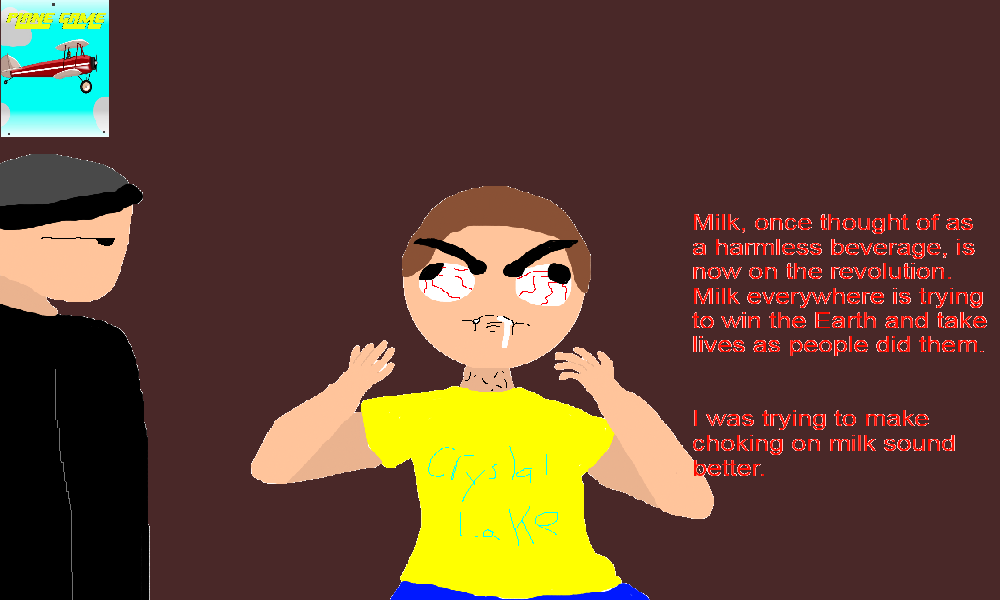 PLANE GAME
Milk, once thought of as
a harmless beverage, is
now on the revolution.
Milk everywhere is trying
to win the Earth and take
lives as people did them.
I was trying to make
choking on milk sound
better.
Crystal
Lake